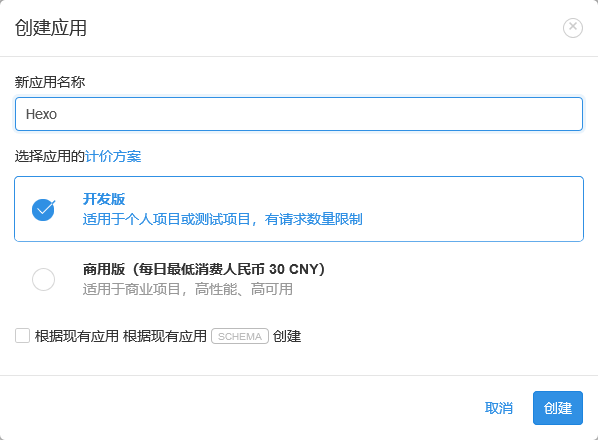 创建应用
新应用名称
Hexo
选择应用的计价方案
开发版
适用于个人项目或测试项目，有请求数量限制
商用版（每日最低消费人民币 30 CNY）
适用于商业项目，高性能、高可用
根据现有应用 根据现有应用 SCHEMA 创建
取消 创建